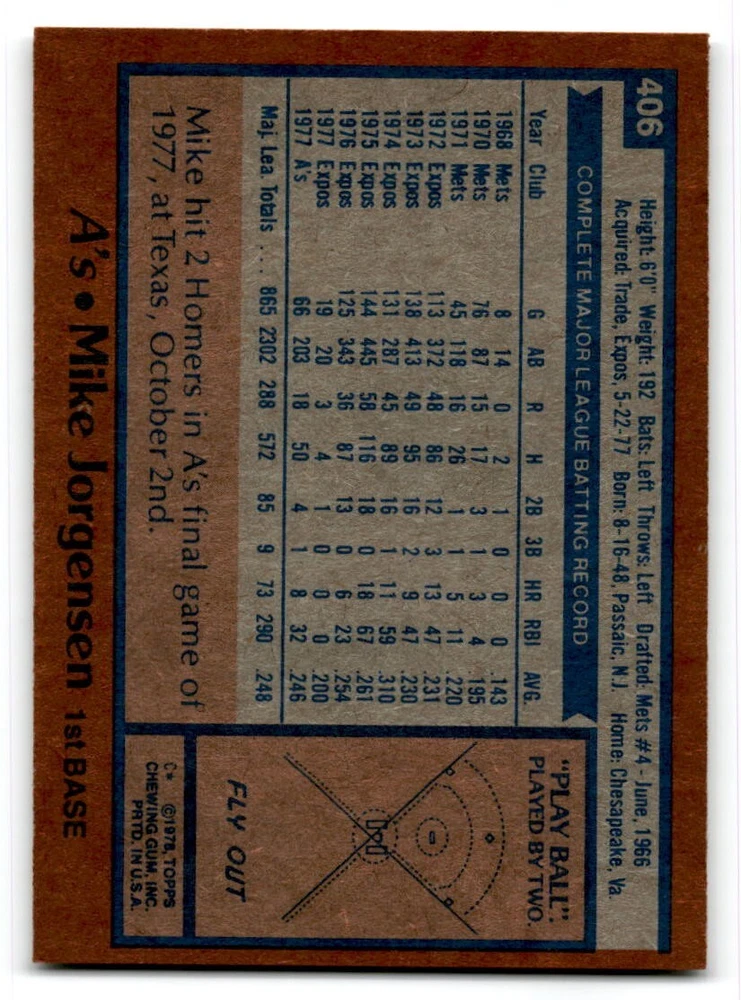 406
Height: 6'0" Weight: 192 Bats: Left Throws: Left Drafted: Mets #4 - June, 1966
Acquired: Trade, Expos, 5-22-77 Born: 8-16-48, Passaic, N.J. Home: Chesapeake, Va.
COMPLETE MAJOR LEAGUE BATTING RECORD
Year Club G AB R H 2B 3B HR RBI AVG.
1968 Mets 8 14 0 2 1 0 0 0 .143
1970 Mets 76 87 15 17 3 1 3 4 .195
1971 Mets 45 118 16 26 1 1 5 11 .220
1972 Expos 113 372 48 86 12 3 13 47 .231
1973 Expos 138 413 49 95 16 2 9 47 .230
1974 Expos 131 287 45 89 16 1 11 59 .310
1975 Expos 144 445 58 116 18 0 18 67 .261
1976 Expos 125 343 36 87 13 0 6 23 .254
1977 Expos 19 20 3 4 1 0 0 0 .200
1977 A's 66 203 18 50 4 1 8 32 .246
Maj. Lea. Totals . . . 865 2302 288 572 85 9 73 290 .248
Mike hit 2 Homers in A's final game of
1977, at Texas, October 2nd.
"PLAY BALL":
PLAYED BY TWO.
FLY OUT
C* ©1978, TOPPS
CHEWING GUM, INC.
PRTD. IN U.S.A.
A's • Mike Jorgensen 1st BASE